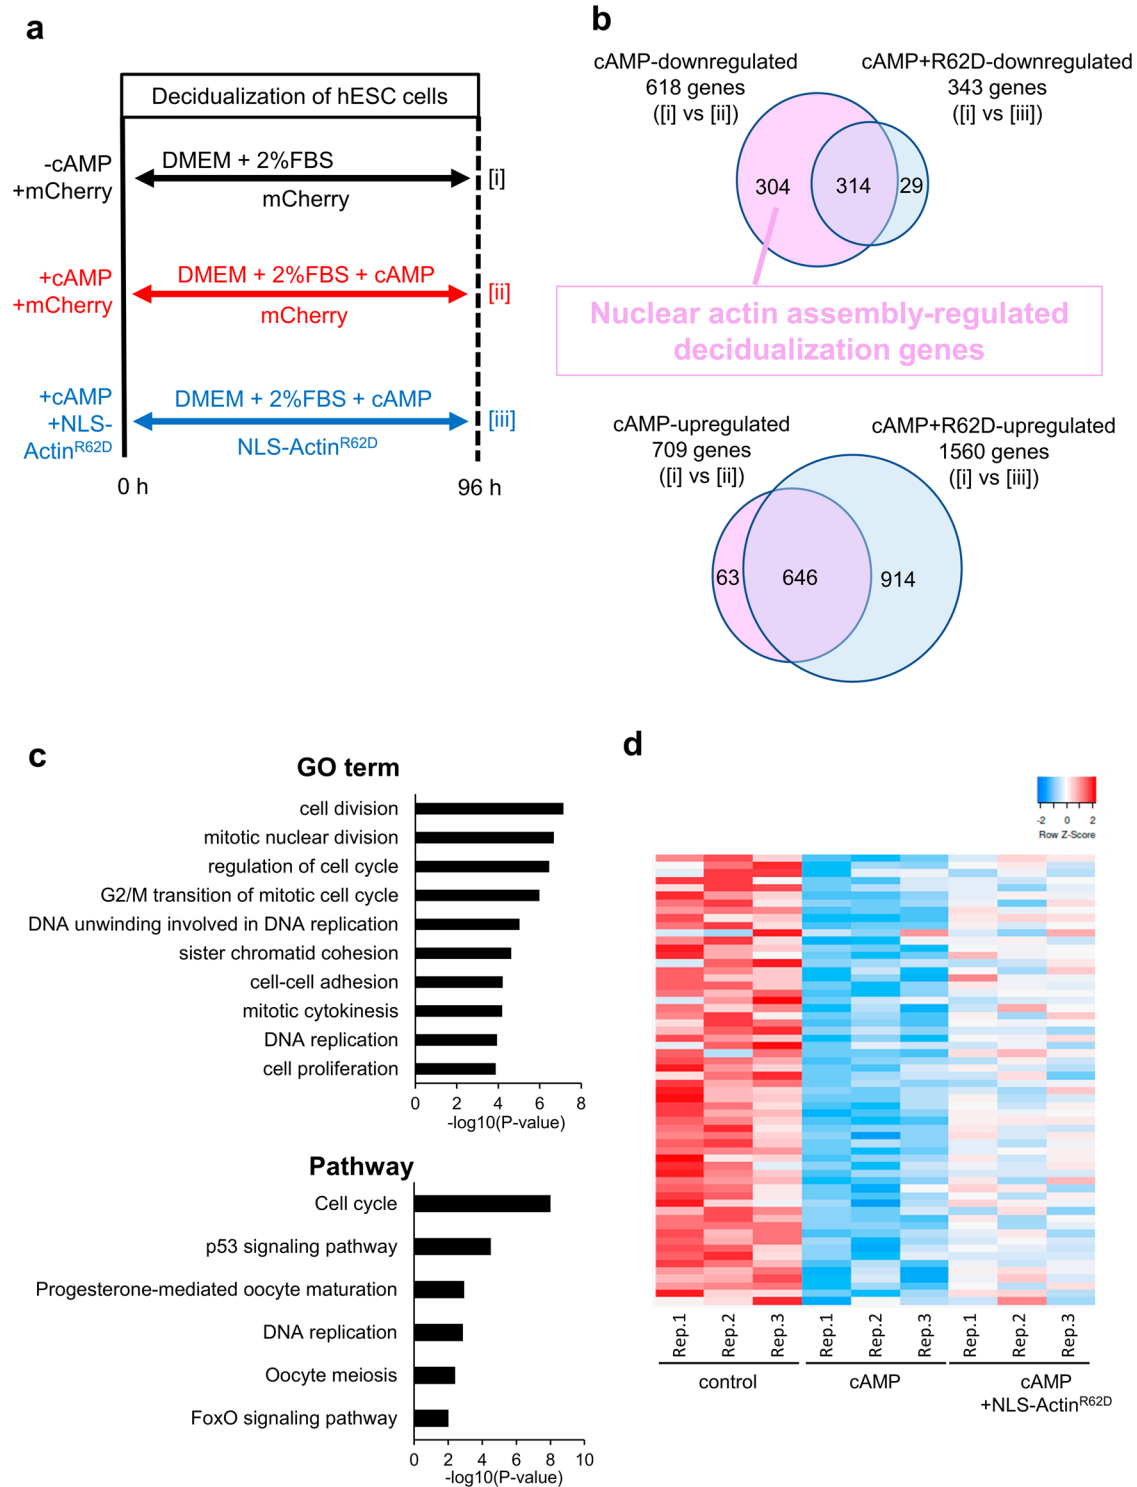 a
Decidualization of hESC cells
-cAMP
+mCherry
DMEM + 2%FBS
mCherry
[i]
+cAMP
+mCherry
DMEM + 2%FBS + cAMP
mCherry
[ii]
+cAMP
+NLS-
Actin^R62D
DMEM + 2%FBS + cAMP
NLS-Actin^R62D
[iii]
0 h
96 h
b
cAMP-downregulated
618 genes
([i] vs [ii])
cAMP+R62D-downregulated
343 genes
([i] vs [iii])
304
314
29
Nuclear actin assembly-regulated
decidualization genes
cAMP-upregulated
709 genes
([i] vs [ii])
cAMP+R62D-upregulated
1560 genes
([i] vs [iii])
63
646
914
c
GO term
cell division
mitotic nuclear division
regulation of cell cycle
G2/M transition of mitotic cell cycle
DNA unwinding involved in DNA replication
sister chromatid cohesion
cell-cell adhesion
mitotic cytokinesis
DNA replication
cell proliferation
0 2 4 6 8
-log10(P-value)
Pathway
Cell cycle
p53 signaling pathway
Progesterone-mediated oocyte maturation
DNA replication
Oocyte meiosis
FoxO signaling pathway
0 2 4 6 8 10
-log10(P-value)
d
-2 0 2
Row Z-Score
Rep.1 Rep.2 Rep.3 Rep.1 Rep.2 Rep.3 Rep.1 Rep.2 Rep.3
control
cAMP
cAMP
+NLS-Actin^R62D